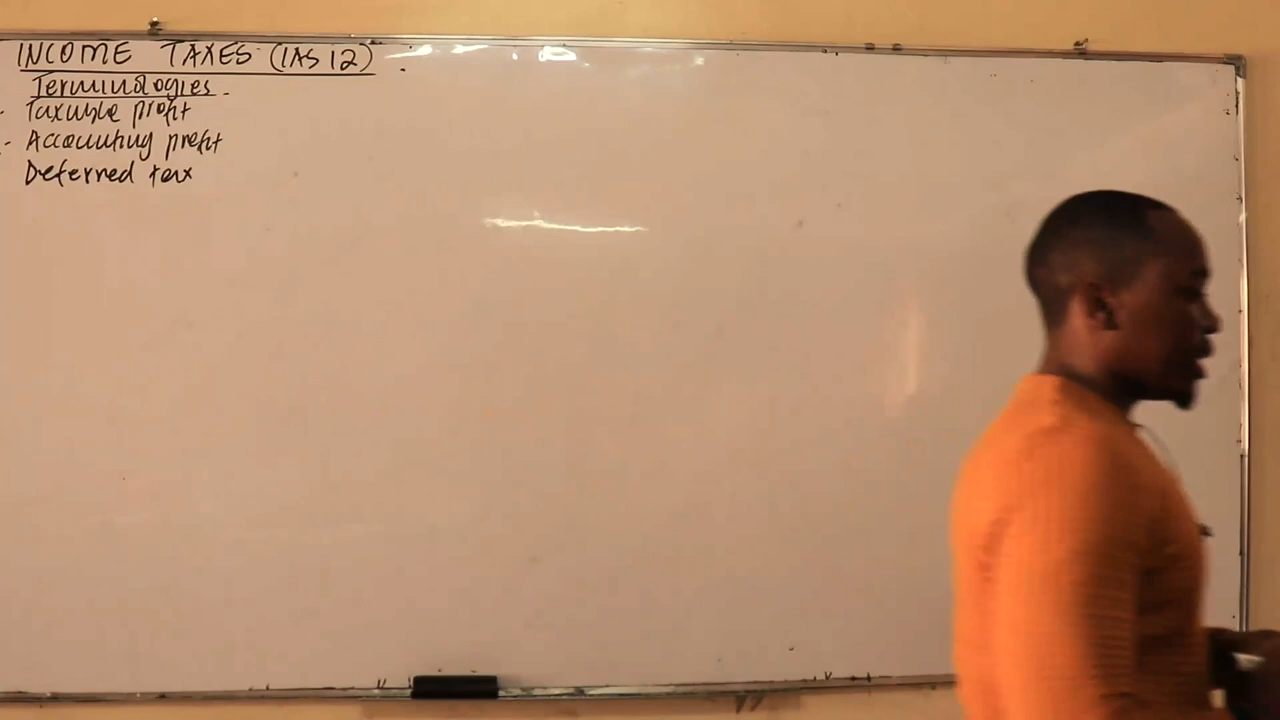 INCOME TAXES (IAS 12)
Terminologies
- Taxable profit
- Accounting profit
Deferred tax